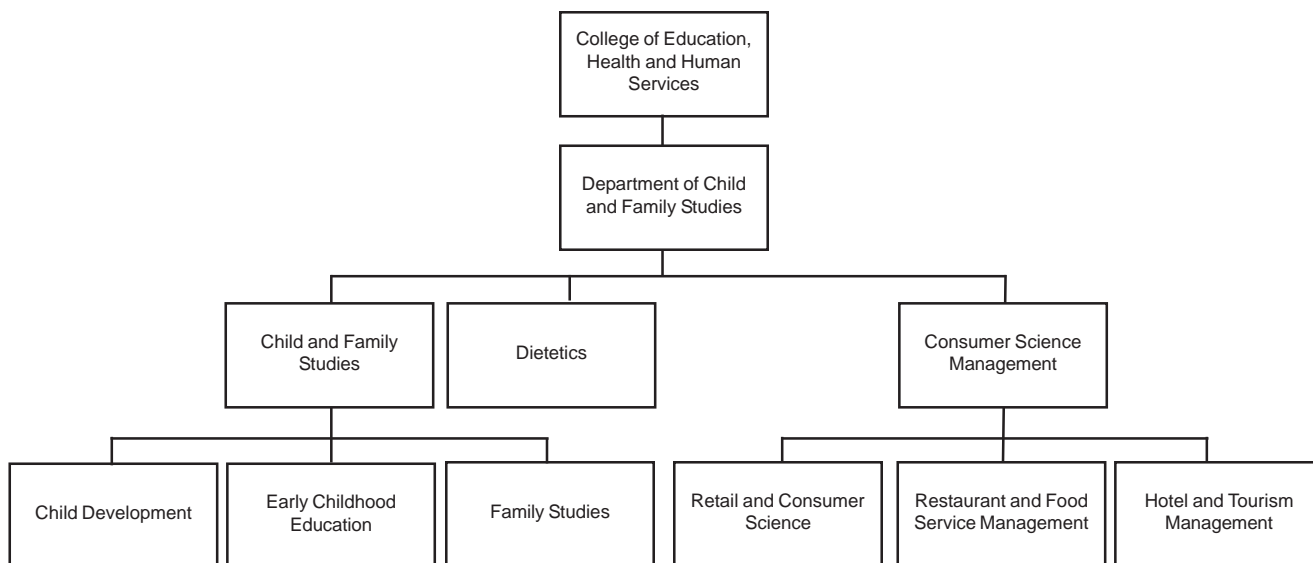 College of Education,
Health and Human
Services
Department of Child
and Family Studies
Child and Family
Studies
Dietetics
Consumer Science
Management
Child Development
Early Childhood
Education
Family Studies
Retail and Consumer
Science
Restaurant and Food
Service Management
Hotel and Tourism
Management